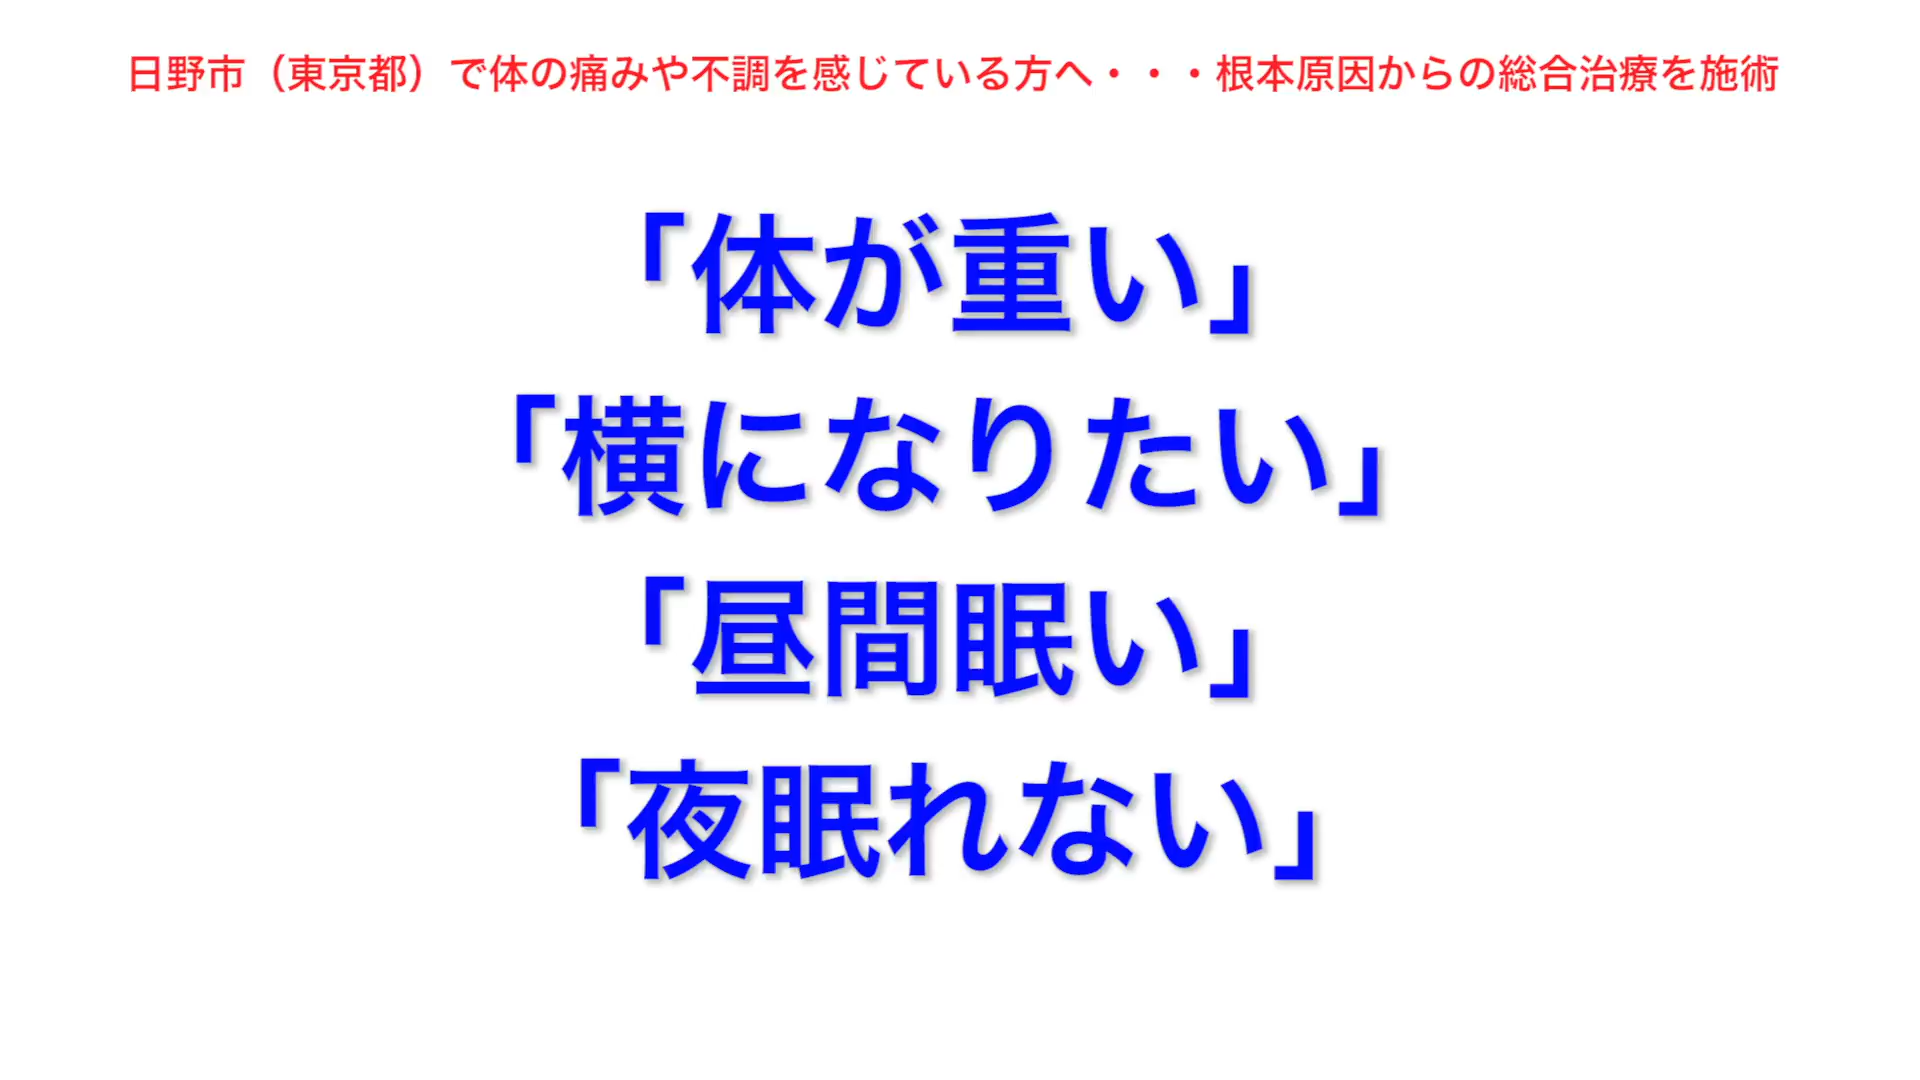 日野市（東京都）で体の痛みや不調を感じている方へ・・・根本原因からの総合治療を施術
「体が重い」
「横になりたい」
「昼間眠い」
「夜眠れない」